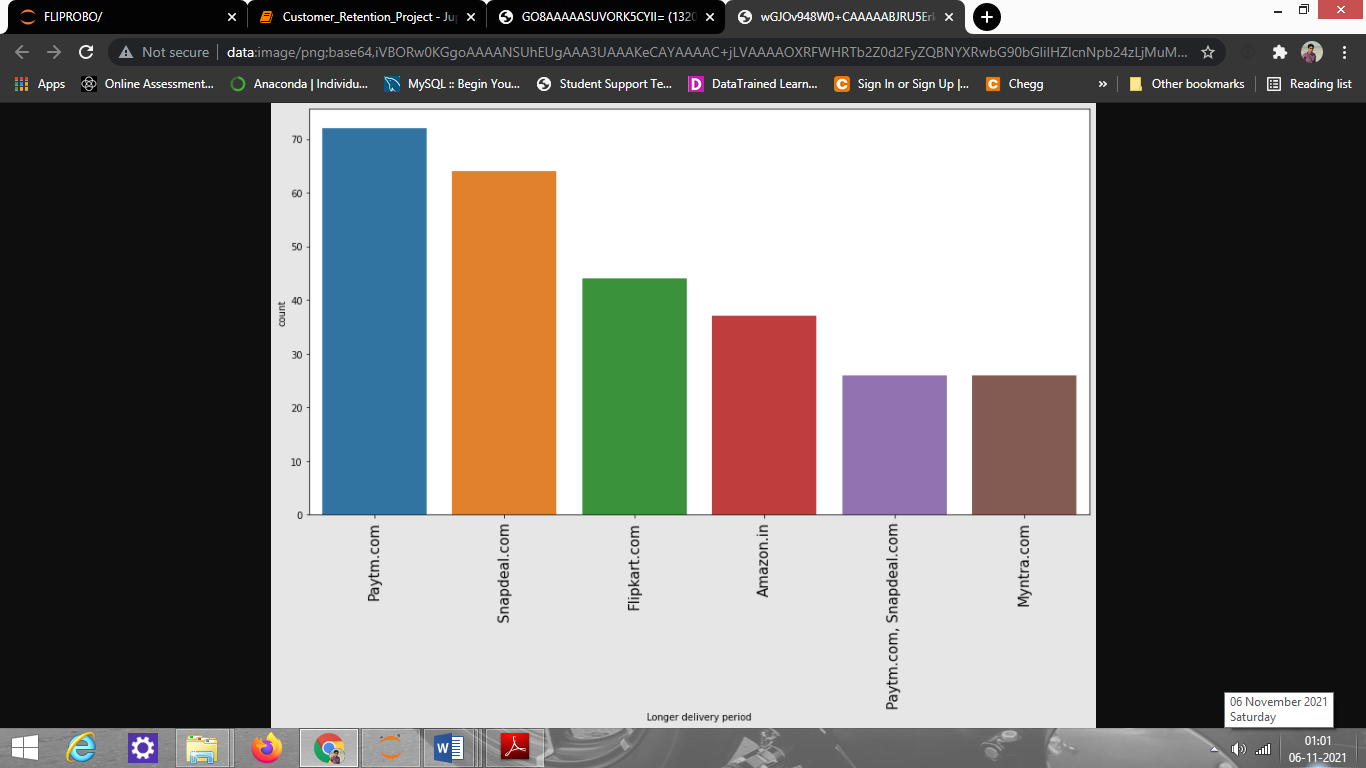 FLIPROBO/
Customer_Retention_Project - Jup
GO8AAAAASUVORK5CYII= (1320
wGJOv948W0+CAAAAABJRU5Erk
Not secure
data:image/png;base64,iVBORw0KGgoAAAANSUhEUgAAA3UAAAKeCAYAAAAC+jLVAAAAOXRFWHRTb2Z0d2FyZQBNYXRwbG90bGliIHZlcnNpb24zLjMuM...
Apps
Online Assessment...
Anaconda | Individu...
MySQL :: Begin You...
Student Support Te...
D
DataTrained Learn...
C
Sign In or Sign Up |...
C
Chegg
»
Other bookmarks
Reading list
70
60
50
40
30
20
10
0
count
Paytm.com
Snapdeal.com
Flipkart.com
Amazon.in
Paytm.com, Snapdeal.com
Myntra.com
Longer delivery period
06 November 2021
Saturday
W
01:01
06-11-2021